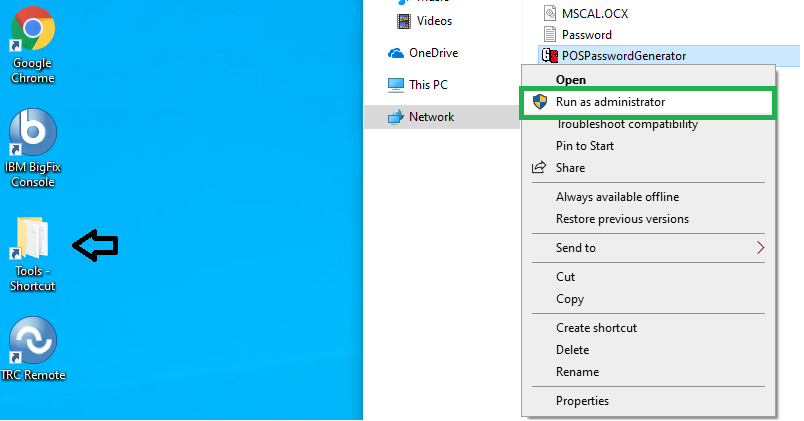 Google
Chrome
IBM BigFix
Console
Tools -
Shortcut
TRC Remote
Videos
OneDrive
This PC
Network
MSCAL.OCX
Password
POSPasswordGenerator
Open
Run as administrator
Troubleshoot compatibility
Pin to Start
Share
Always available offline
Restore previous versions
Send to
Cut
Copy
Create shortcut
Delete
Rename
Properties